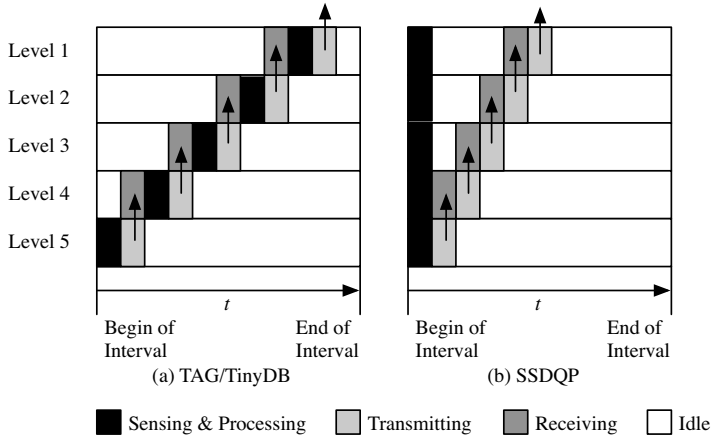 Level 1
Level 2
Level 3
Level 4
Level 5
t
Begin of
Interval
End of
Interval
(a) TAG/TinyDB
t
Begin of
Interval
End of
Interval
(b) SSDQP
Sensing & Processing
Transmitting
Receiving
Idle